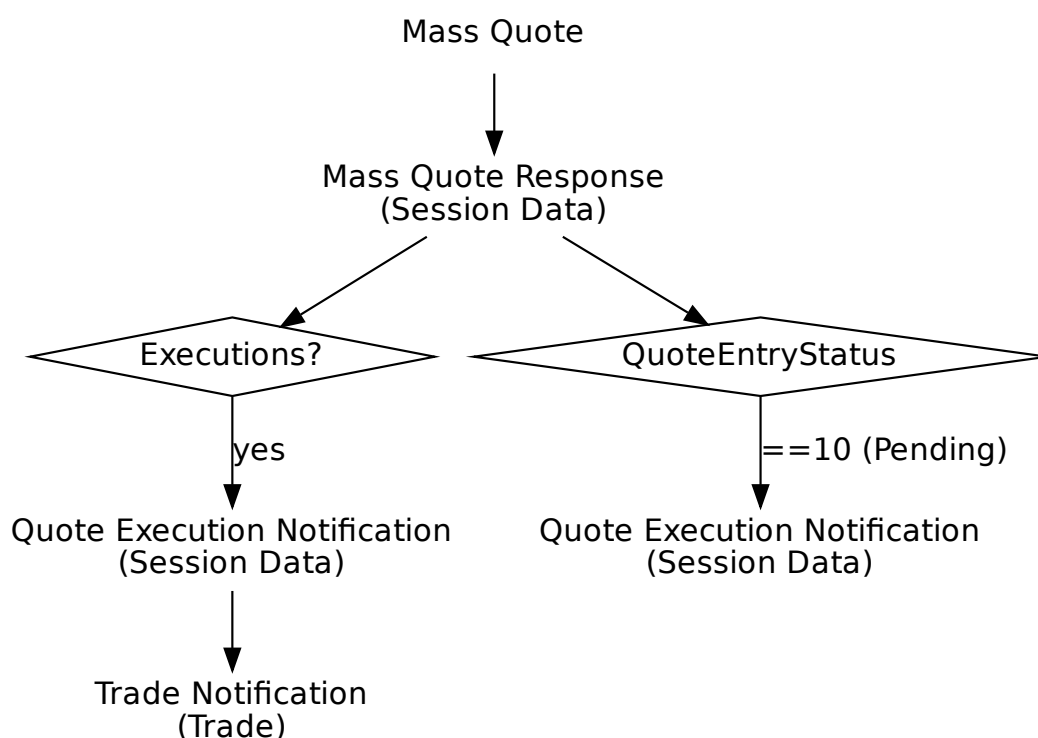 Mass Quote
Mass Quote Response
(Session Data)
Executions?
QuoteEntryStatus
yes
==10 (Pending)
Quote Execution Notification
(Session Data)
Quote Execution Notification
(Session Data)
Trade Notification
(Trade)